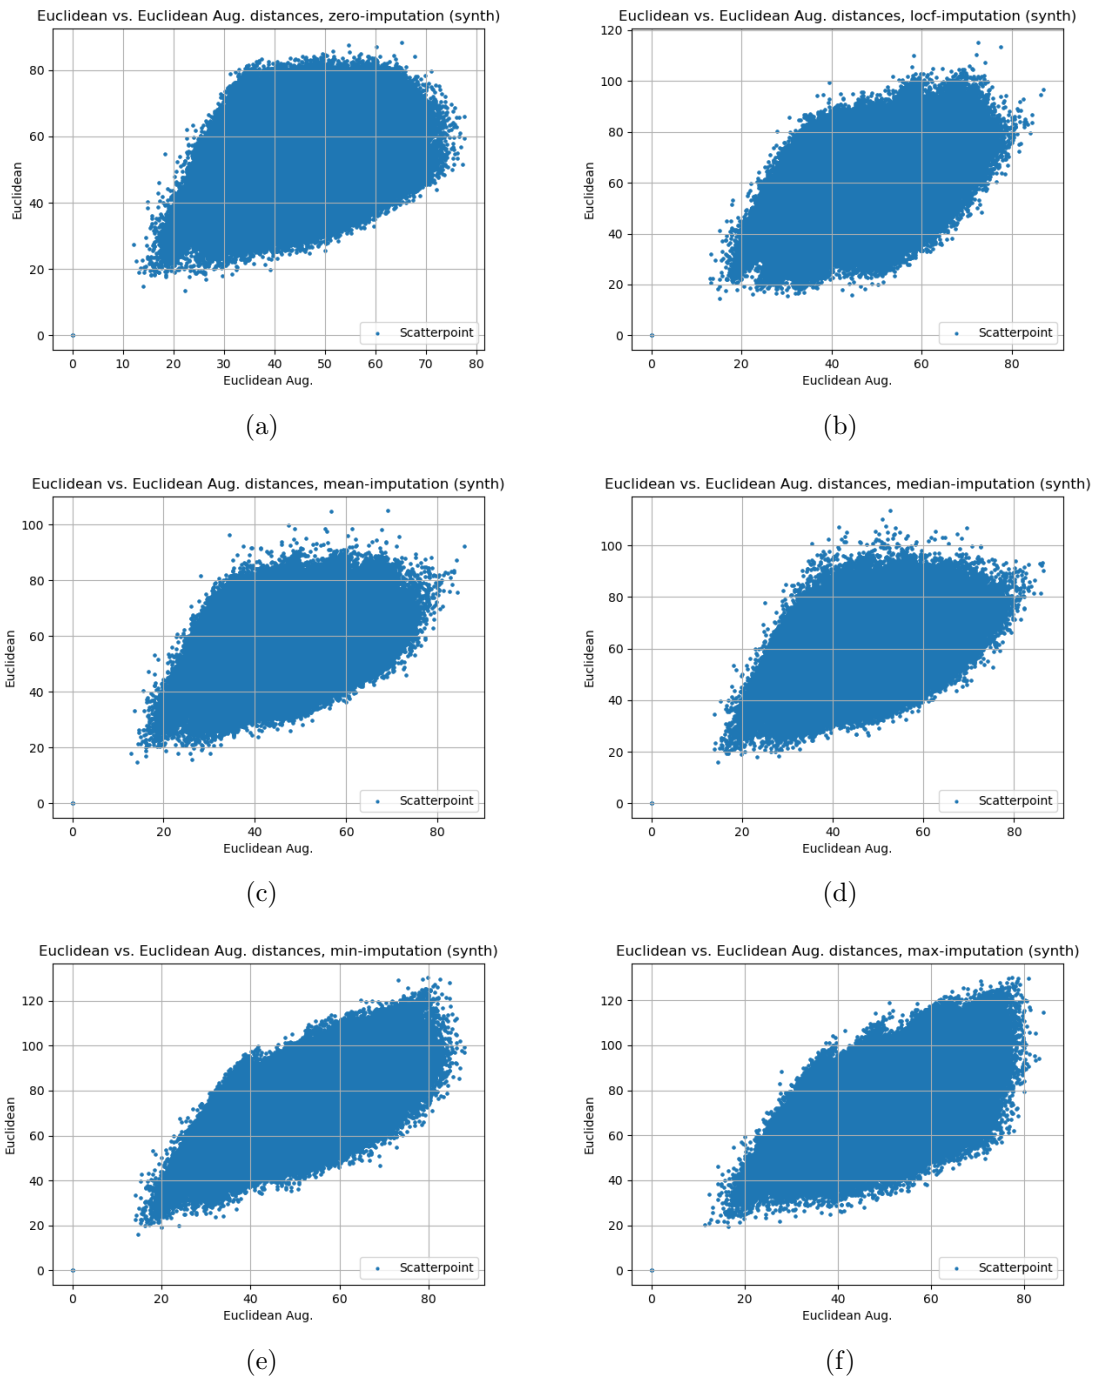 Euclidean vs. Euclidean Aug. distances, zero-imputation (synth)
80
60
40
20
0
Euclidean
0 10 20 30 40 50 60 70 80
Euclidean Aug.
Scatterpoint
(a)
Euclidean vs. Euclidean Aug. distances, locf-imputation (synth)
120
100
80
60
40
20
0
Euclidean
0 20 40 60 80
Euclidean Aug.
Scatterpoint
(b)
Euclidean vs. Euclidean Aug. distances, mean-imputation (synth)
100
80
60
40
20
0
Euclidean
0 20 40 60 80
Euclidean Aug.
Scatterpoint
(c)
Euclidean vs. Euclidean Aug. distances, median-imputation (synth)
100
80
60
40
20
0
Euclidean
0 20 40 60 80
Euclidean Aug.
Scatterpoint
(d)
Euclidean vs. Euclidean Aug. distances, min-imputation (synth)
120
100
80
60
40
20
0
Euclidean
0 20 40 60 80
Euclidean Aug.
Scatterpoint
(e)
Euclidean vs. Euclidean Aug. distances, max-imputation (synth)
120
100
80
60
40
20
0
Euclidean
0 20 40 60 80
Euclidean Aug.
Scatterpoint
(f)